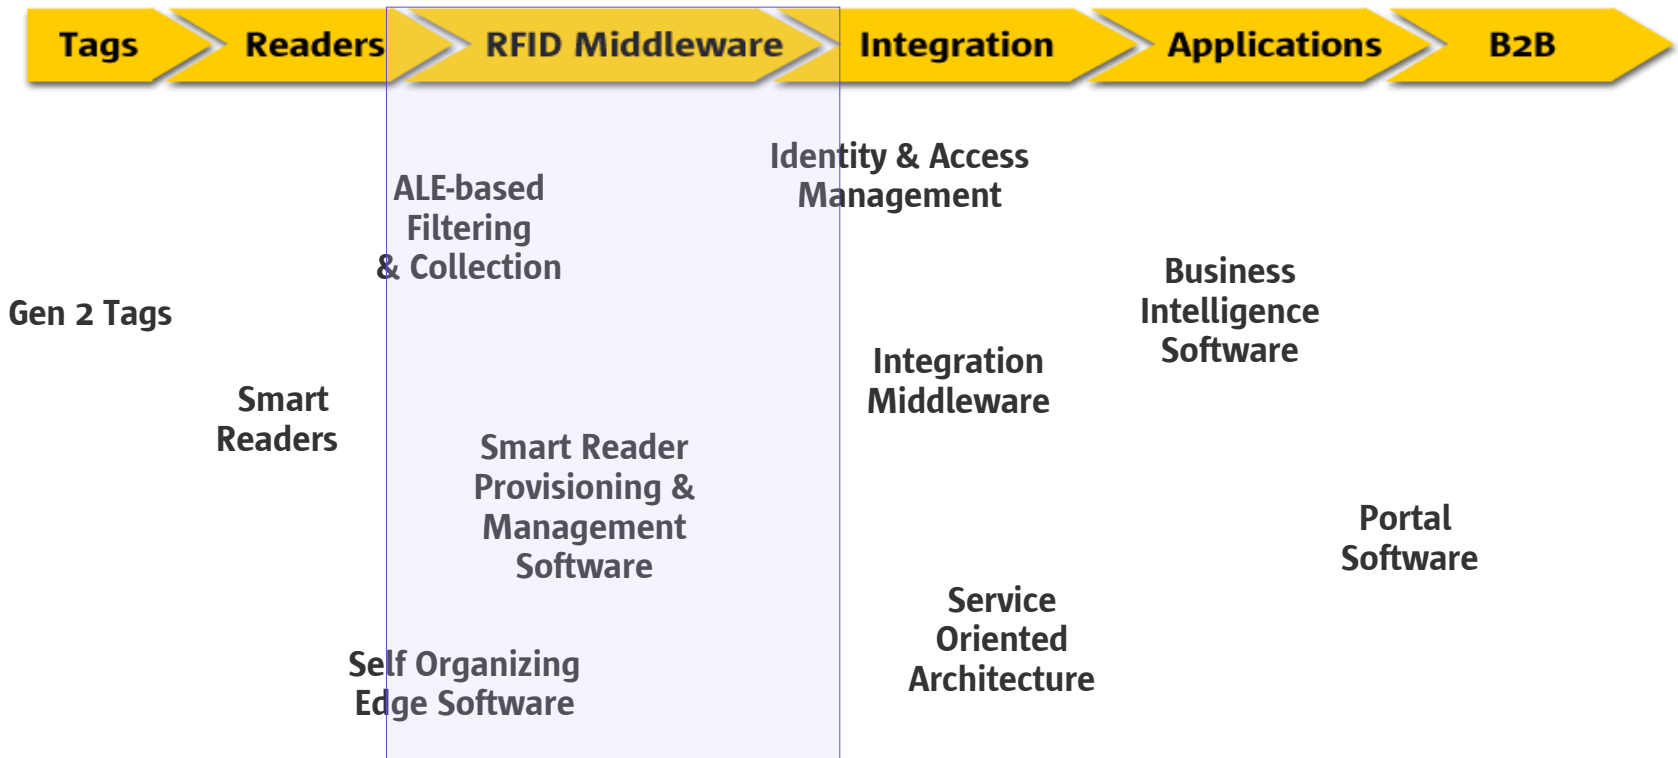 Tags
Readers
RFID Middleware
Integration
Applications
B2B
Identity & Access
Management
ALE-based
Filtering
& Collection
Gen 2 Tags
Business
Intelligence
Software
Integration
Middleware
Smart
Readers
Smart Reader
Provisioning &
Management
Software
Portal
Software
Service
Oriented
Architecture
Self Organizing
Edge Software